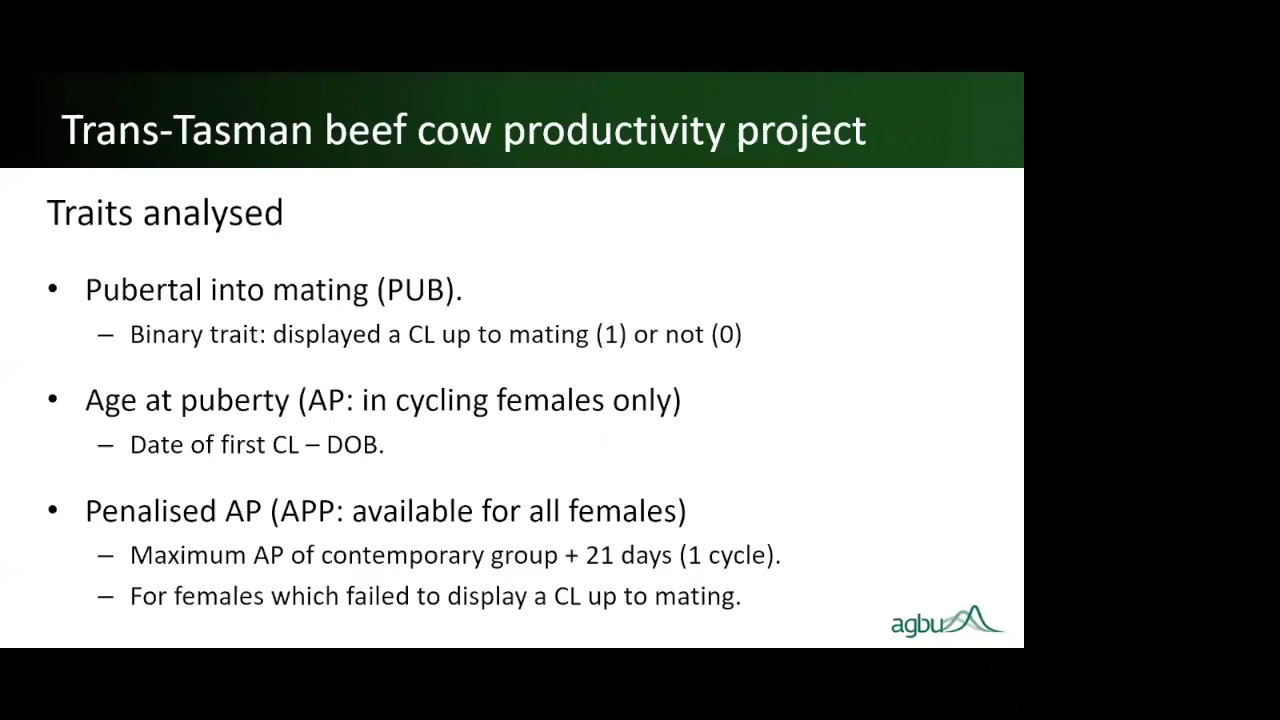 Trans-Tasman beef cow productivity project
Traits analysed
• Pubertal into mating (PUB).
– Binary trait: displayed a CL up to mating (1) or not (0)
• Age at puberty (AP: in cycling females only)
– Date of first CL – DOB.
• Penalised AP (APP: available for all females)
– Maximum AP of contemporary group + 21 days (1 cycle).
– For females which failed to display a CL up to mating.
agbu